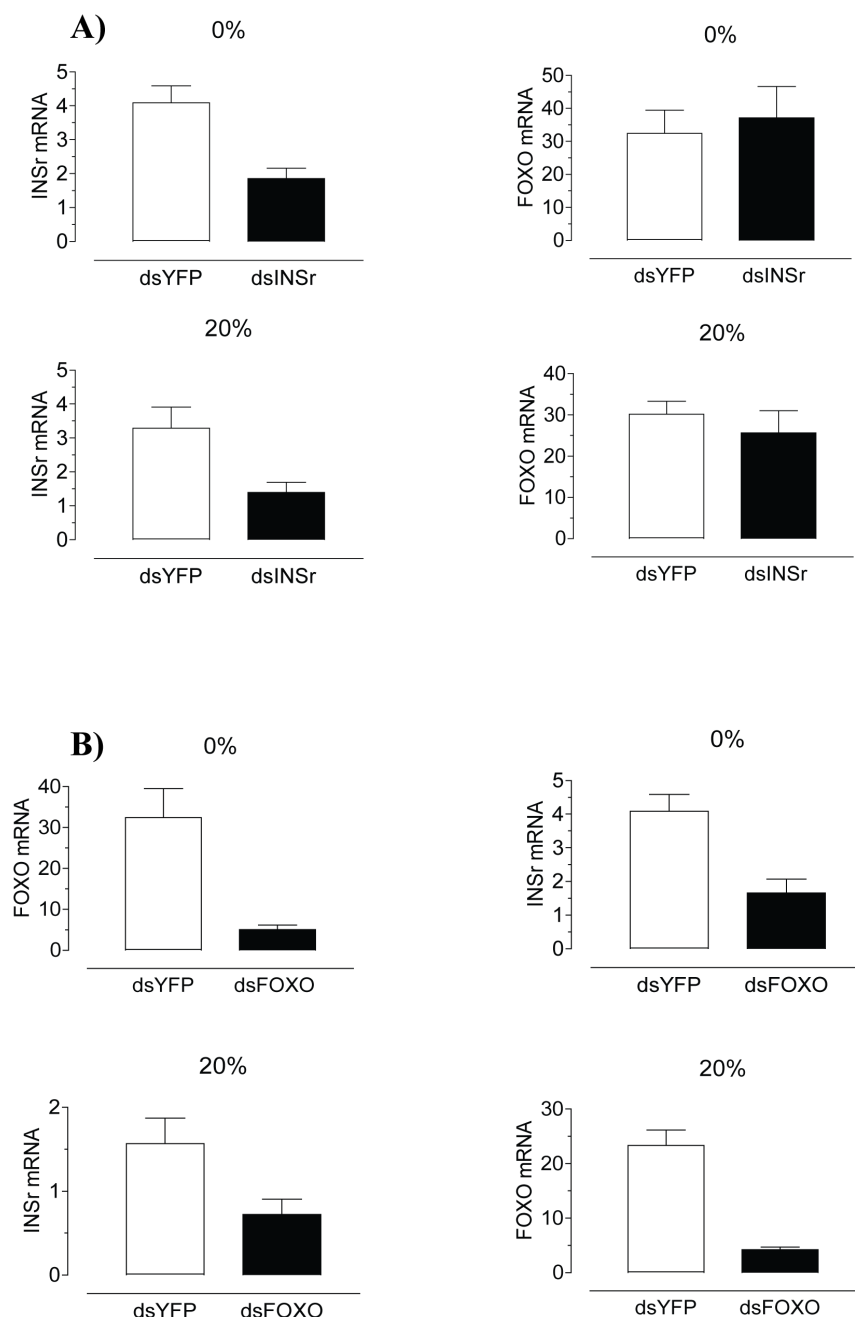 A)
0%
INSr mRNA
5
4
3
2
1
0
dsYFP dsINSr
0%
FOXO mRNA
50
40
30
20
10
0
dsYFP dsINSr
20%
INSr mRNA
5
4
3
2
1
0
dsYFP dsINSr
20%
FOXO mRNA
40
30
20
10
0
dsYFP dsINSr
B)
0%
FOXO mRNA
40
30
20
10
0
dsYFP dsFOXO
0%
INSr mRNA
5
4
3
2
1
0
dsYFP dsFOXO
20%
INSr mRNA
2
1
0
dsYFP dsFOXO
20%
FOXO mRNA
30
20
10
0
dsYFP dsFOXO